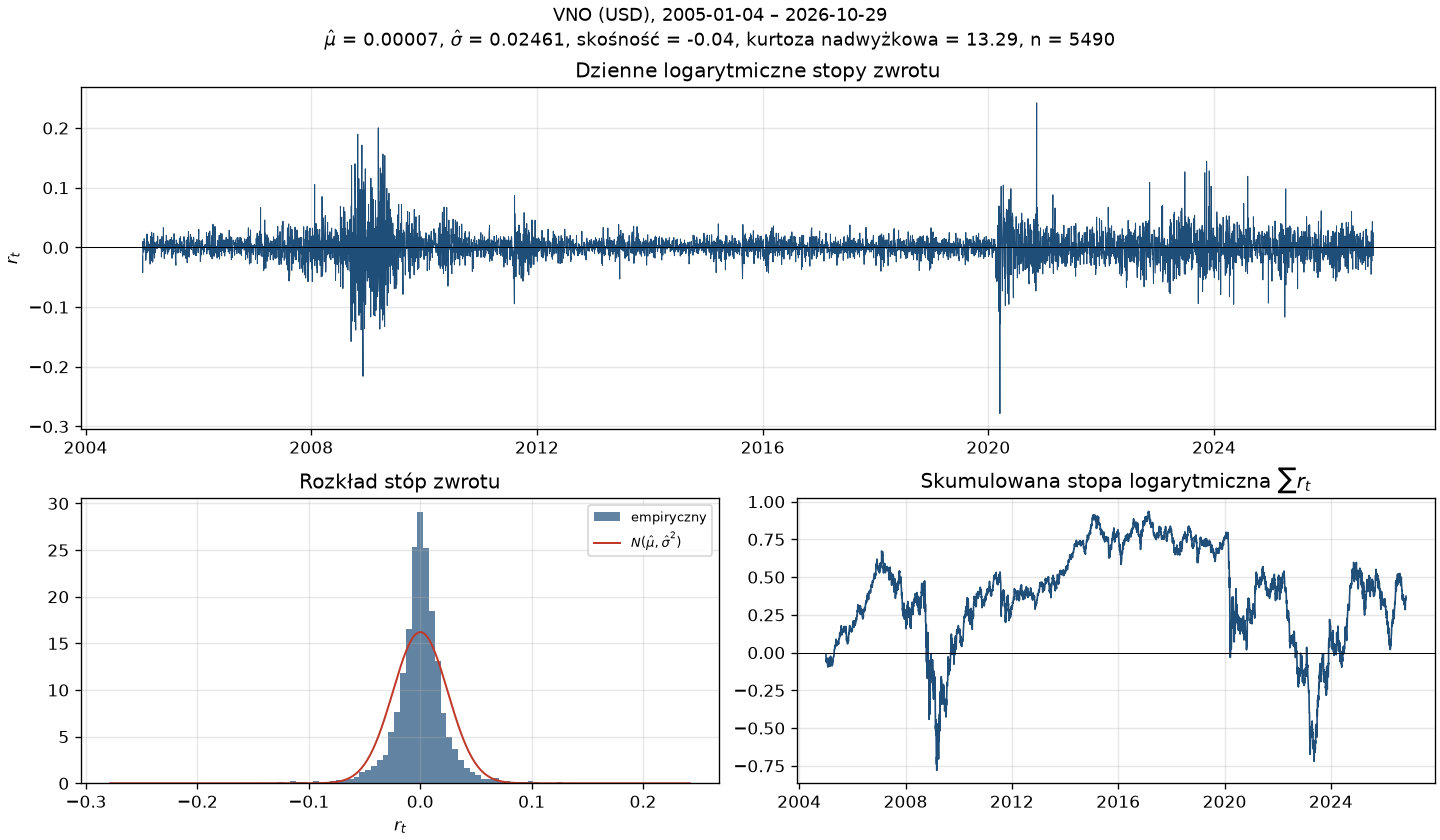 VNO (USD), 2005-01-04 – 2026-10-29
μ̂ = 0.00007, σ̂ = 0.02461, skośność = -0.04, kurtoza nadwyżkowa = 13.29, n = 5490
Dzienne logarytmiczne stopy zwrotu
0.2
0.1
0.0
−0.1
−0.2
−0.3
r_t
2004 2008 2012 2016 2020 2024
Rozkład stóp zwrotu
30
25
20
15
10
5
0
empiryczny
N(μ̂, σ̂²)
−0.3 −0.2 −0.1 0.0 0.1 0.2
r_t
Skumulowana stopa logarytmiczna ∑r_t
1.00
0.75
0.50
0.25
0.00
−0.25
−0.50
−0.75
2004 2008 2012 2016 2020 2024